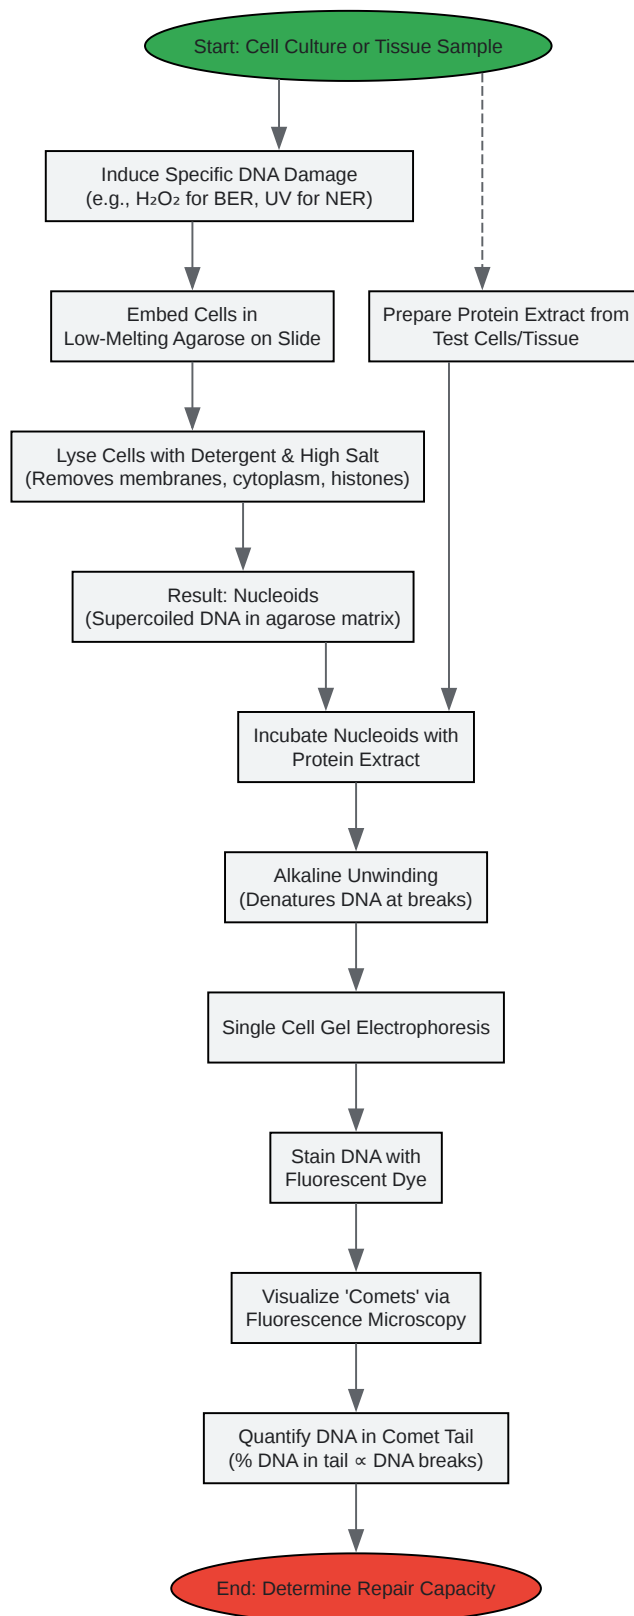 Start: Cell Culture or Tissue Sample
Induce Specific DNA Damage
(e.g., H₂O₂ for BER, UV for NER)
Embed Cells in
Low-Melting Agarose on Slide
Prepare Protein Extract from
Test Cells/Tissue
Lyse Cells with Detergent & High Salt
(Removes membranes, cytoplasm, histones)
Result: Nucleoids
(Supercoiled DNA in agarose matrix)
Incubate Nucleoids with
Protein Extract
Alkaline Unwinding
(Denatures DNA at breaks)
Single Cell Gel Electrophoresis
Stain DNA with
Fluorescent Dye
Visualize 'Comets' via
Fluorescence Microscopy
Quantify DNA in Comet Tail
(% DNA in tail ∝ DNA breaks)
End: Determine Repair Capacity